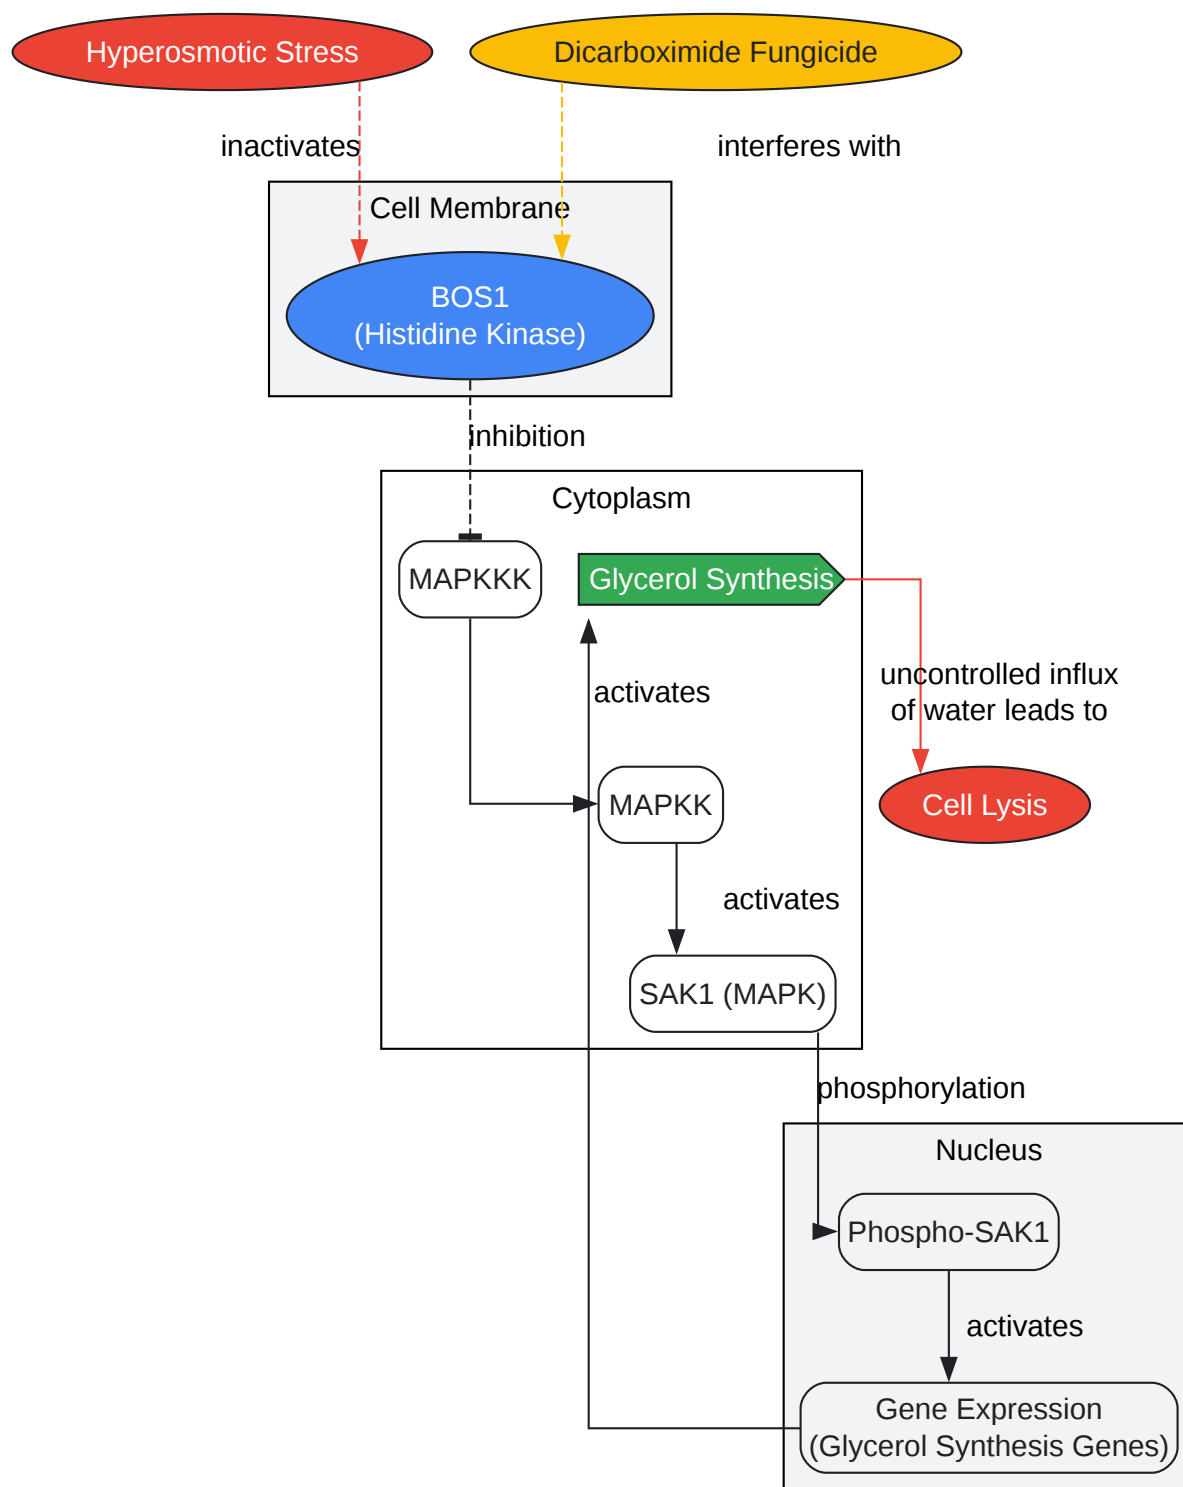 Hyperosmotic Stress
Dicarboximide Fungicide
inactivates
interferes with
Cell Membrane
BOS1
(Histidine Kinase)
inhibition
Cytoplasm
MAPKKK
Glycerol Synthesis
uncontrolled influx
of water leads to
activates
MAPKK
Cell Lysis
activates
SAK1 (MAPK)
phosphorylation
Nucleus
Phospho-SAK1
activates
Gene Expression
(Glycerol Synthesis Genes)